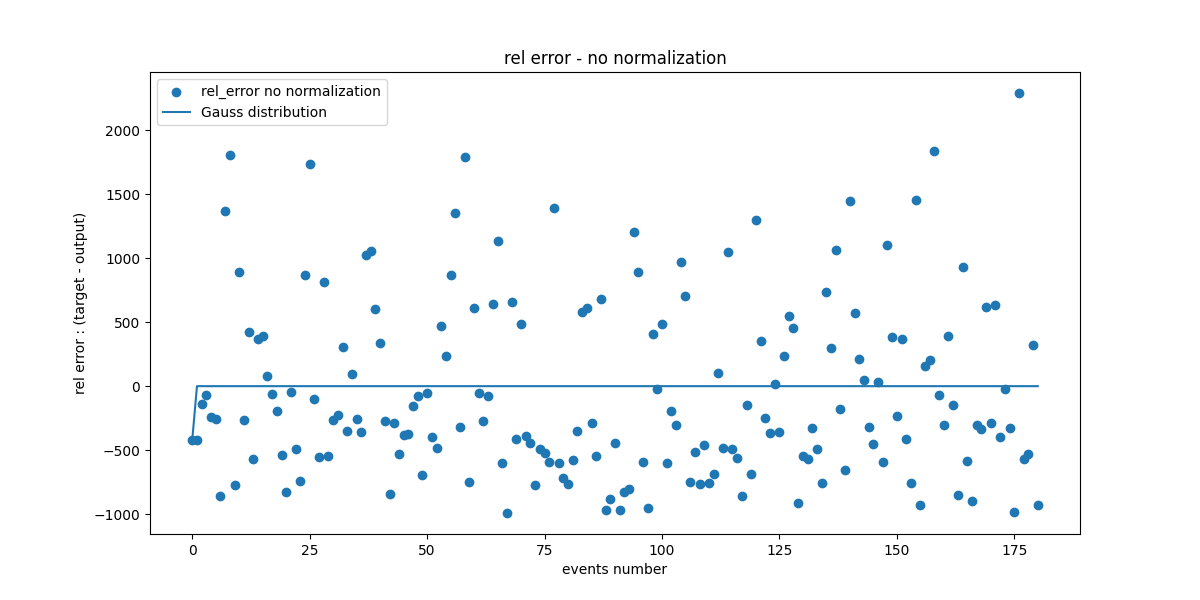 rel error - no normalization
rel_error no normalization
Gauss distribution
rel error : (target - output)
2000
1500
1000
500
0
−500
−1000
0 25 50 75 100 125 150 175
events number